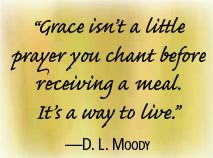 “Grace isn’t a little
prayer you chant before
receiving a meal.
It’s a way to live.”
—D. L. Moody